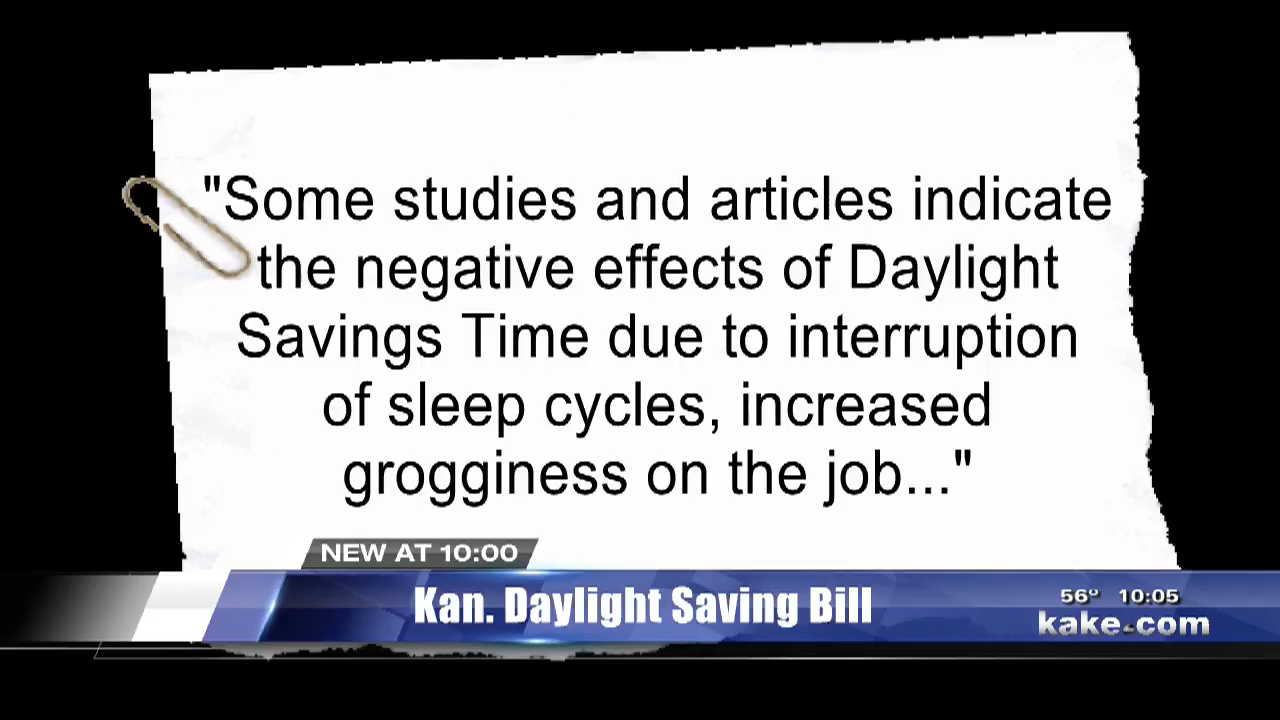 "Some studies and articles indicate
the negative effects of Daylight
Savings Time due to interruption
of sleep cycles, increased
grogginess on the job..."
NEW AT 10:00
Kan. Daylight Saving Bill
56° 10:05
kake.com